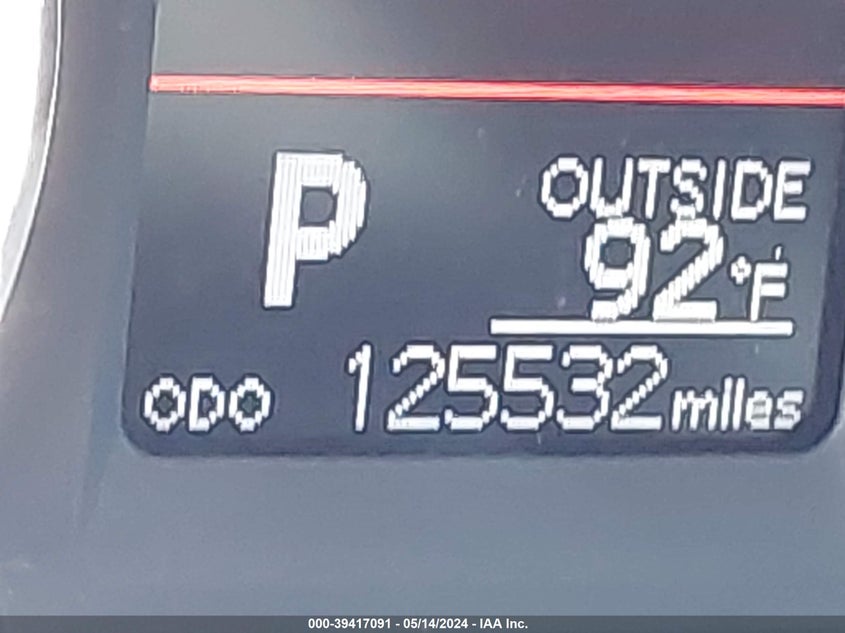 P
OUTSIDE
92°F
ODO 125532 miles
000-39417091 - 05/14/2024 - IAA Inc.